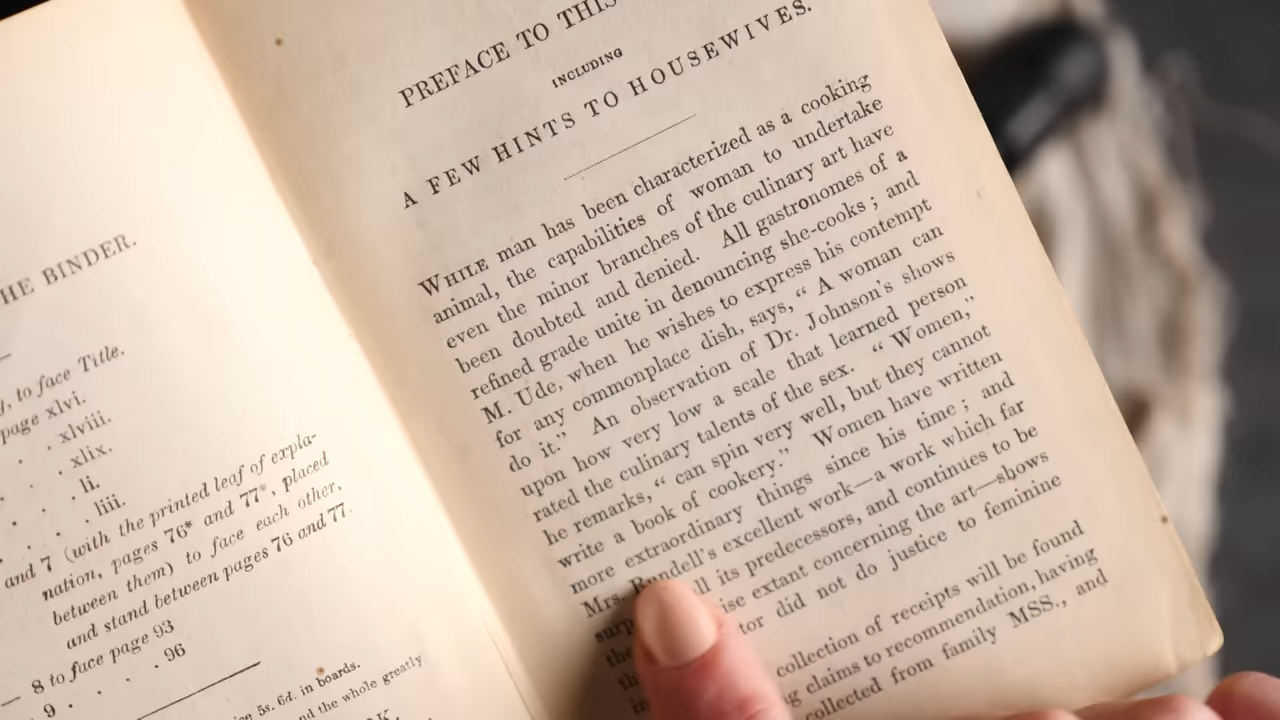 HE BINDER.
to face Title.
page xlvi.
xlviii.
xlix.
li.
liii.
and 7 (with the printed leaf of expla-
nation, pages 76* and 77*, placed
between them) to face each other,
and stand between pages 76 and 77.
8 to face page 93
9 . . . 96
5s. 6d. in boards.
the whole greatly
PREFACE TO THIS
INCLUDING
A FEW HINTS TO HOUSEWIVES.
WHILE man has been characterized as a cooking
animal, the capabilities of woman to undertake
even the minor branches of the culinary art have
been doubted and denied. All gastronomes of a
refined grade unite in denouncing she-cooks; and
M. Ude, when he wishes to express his contempt
for any commonplace dish, says, “ A woman can
do it.” An observation of Dr. Johnson's shows
upon how very low a scale that learned person
rated the culinary talents of the sex. “ Women,”
he remarks, “ can spin very well, but they cannot
write a book of cookery.” Women have written
more extraordinary things since his time; and
Mrs. Rundell's excellent work—a work which far
its predecessors, and continues to be
extant concerning the art—shows
did not do justice to feminine
collection of receipts will be found
claims to recommendation, having
collected from family MSS., and